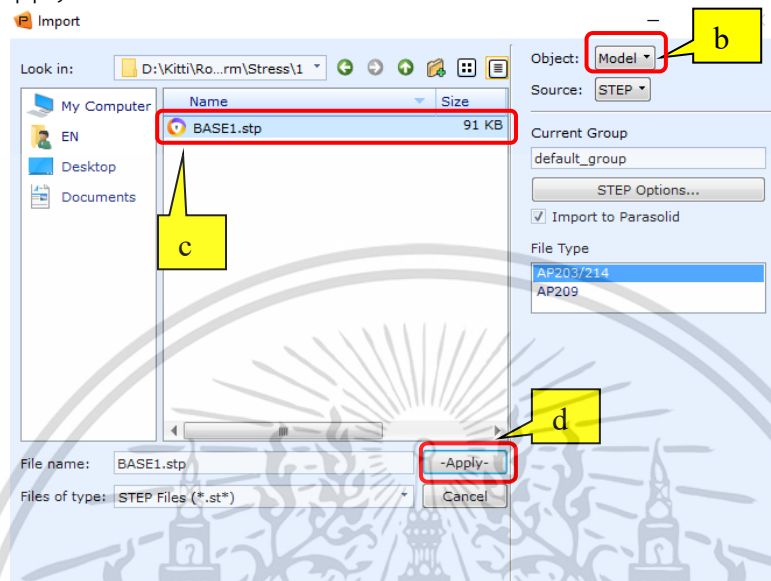 Import
b
Look in:
D:\Kitti\Ro...rm\Stress\1
My Computer
EN
Desktop
Documents
Name
Size
BASE1.stp
91 KB
c
Object:
Model
Source:
STEP
Current Group
default_group
STEP Options...
Import to Parasolid
File Type
AP203/214
AP209
d
File name:
BASE1.stp
-Apply-
Files of type:
STEP Files (*.st*)
Cancel